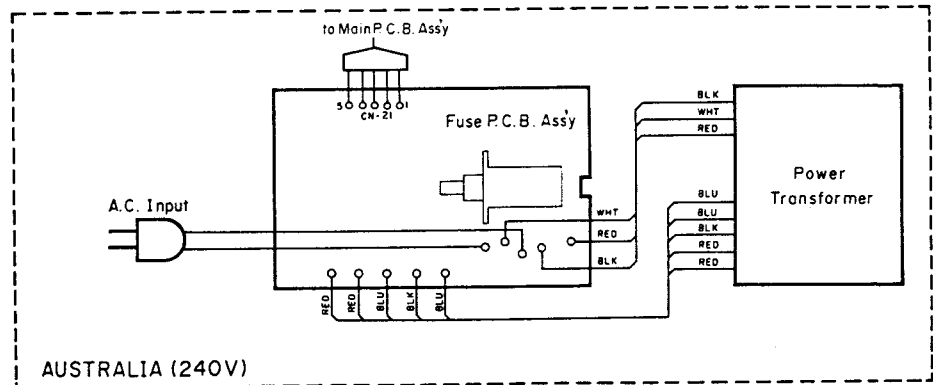 to Main P.C.B. Ass'y
5 1
CN-21
Fuse P.C.B. Ass'y
A.C. Input
WHT
RED
BLK
BLK
WHT
RED
BLU
BLU
BLK
RED
RED
Power
Transformer
RED
RED
BLU
BLK
BLU
AUSTRALIA (240V)